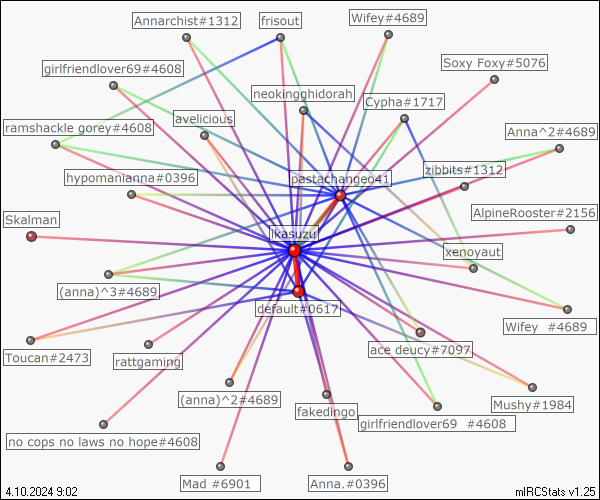 Annarchist#1312
frisout
Wifey#4689
girlfriendlover69#4608
Soxy Foxy#5076
neokingghidorah
Cypha#1717
avelicious
ramshackle gorey#4608
Anna^2#4689
hypomanianna#0396
pastachange041
zibbits#1312
Skalman
AlpineRooster#2156
jikasuzu
xenoyaut
(anna)^3#4689
default#0617
Wifey #4689
Toucan#2473
rattgaming
ace deucy#7097
(anna)^2#4689
fakedingo
girlfriendlover69 #4608
Mushy#1984
no cops no laws no hope#4608
Mad #6901
Anna.#0396
4.10.2024 9:02
mIRCStats v1.25